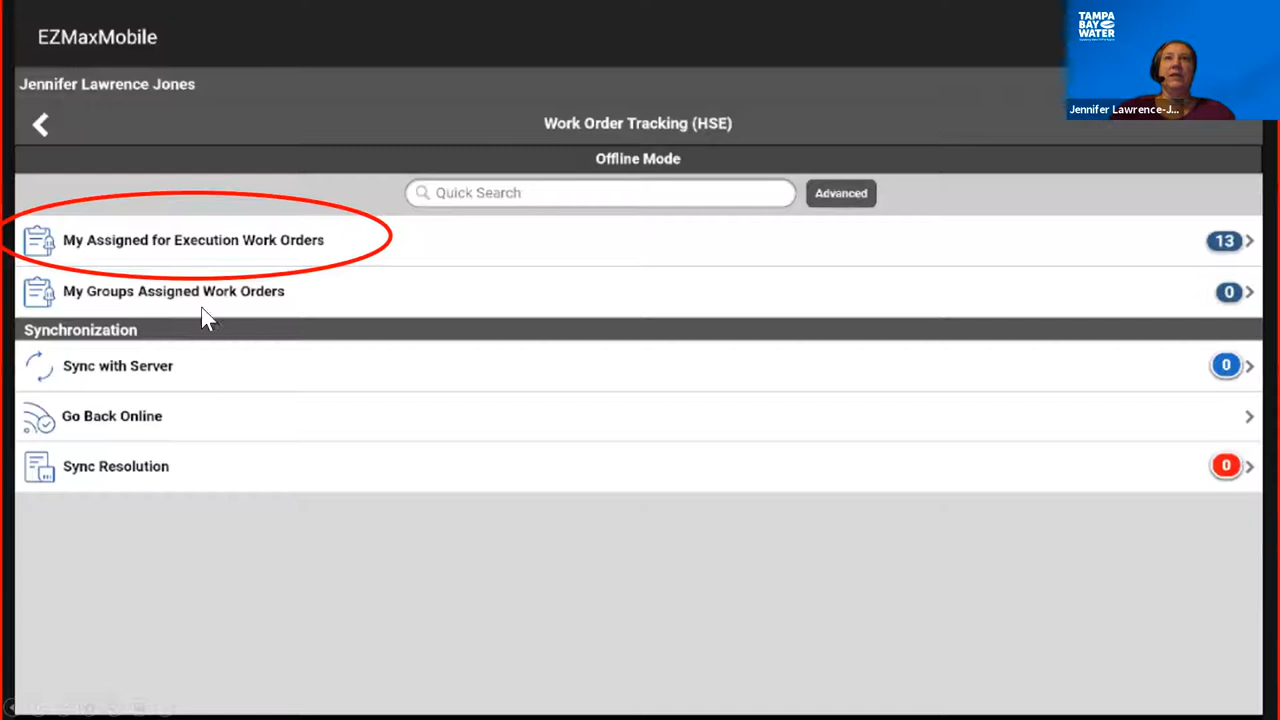 EZMaxMobile
TAMPA
BAY
WATER
Jennifer Lawrence Jones
Jennifer Lawrence-J...
Work Order Tracking (HSE)
Offline Mode
Quick Search
Advanced
My Assigned for Execution Work Orders
13
My Groups Assigned Work Orders
0
Synchronization
Sync with Server
0
Go Back Online
Sync Resolution
0